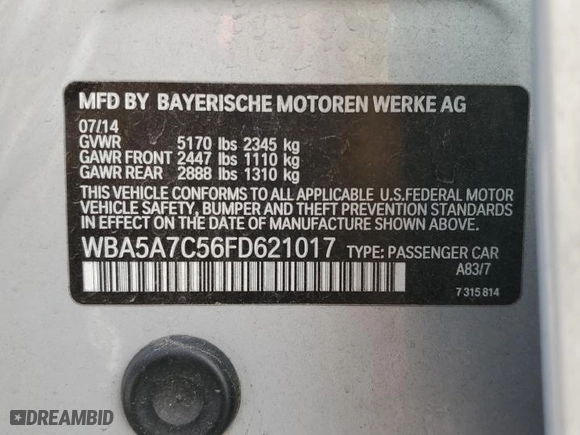 MFD BY BAYERISCHE MOTOREN WERKE AG
07/14
GVWR 5170 lbs 2345 kg
GAWR FRONT 2447 lbs 1110 kg
GAWR REAR 2888 lbs 1310 kg
THIS VEHICLE CONFORMS TO ALL APPLICABLE U.S.FEDERAL MOTOR
VEHICLE SAFETY, BUMPER AND THEFT PREVENTION STANDARDS
IN EFFECT ON THE DATE OF MANUFACTURE SHOWN ABOVE.
WBA5A7C56FD621017 TYPE: PASSENGER CAR
A83/7
7 315 814
DREAMBID